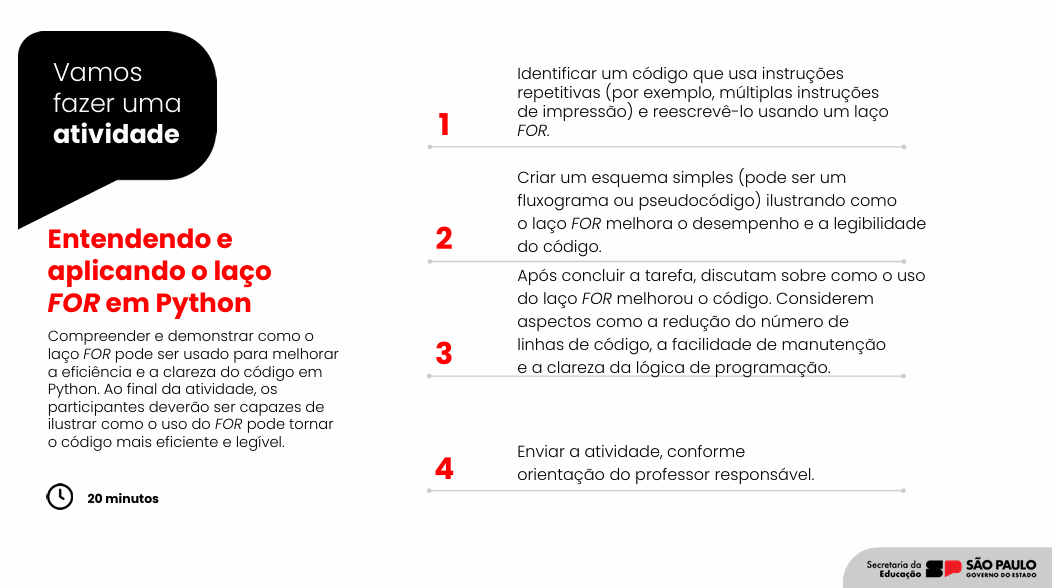 Vamos
fazer uma
atividade
Entendendo e
aplicando o laço
FOR em Python
Compreender e demonstrar como o
laço FOR pode ser usado para melhorar
a eficiência e a clareza do código em
Python. Ao final da atividade, os
participantes deverão ser capazes de
ilustrar como o uso do FOR pode tornar
o código mais eficiente e legível.
20 minutos
1
Identificar um código que usa instruções
repetitivas (por exemplo, múltiplas instruções
de impressão) e reescrevê-lo usando um laço
FOR.
2
Criar um esquema simples (pode ser um
fluxograma ou pseudocódigo) ilustrando como
o laço FOR melhora o desempenho e a legibilidade
do código.
3
Após concluir a tarefa, discutam sobre como o uso
do laço FOR melhorou o código. Considerem
aspectos como a redução do número de
linhas de código, a facilidade de manutenção
e a clareza da lógica de programação.
4
Enviar a atividade, conforme
orientação do professor responsável.
Secretaria da
Educação
SP
SÃO PAULO
GOVERNO DO ESTADO